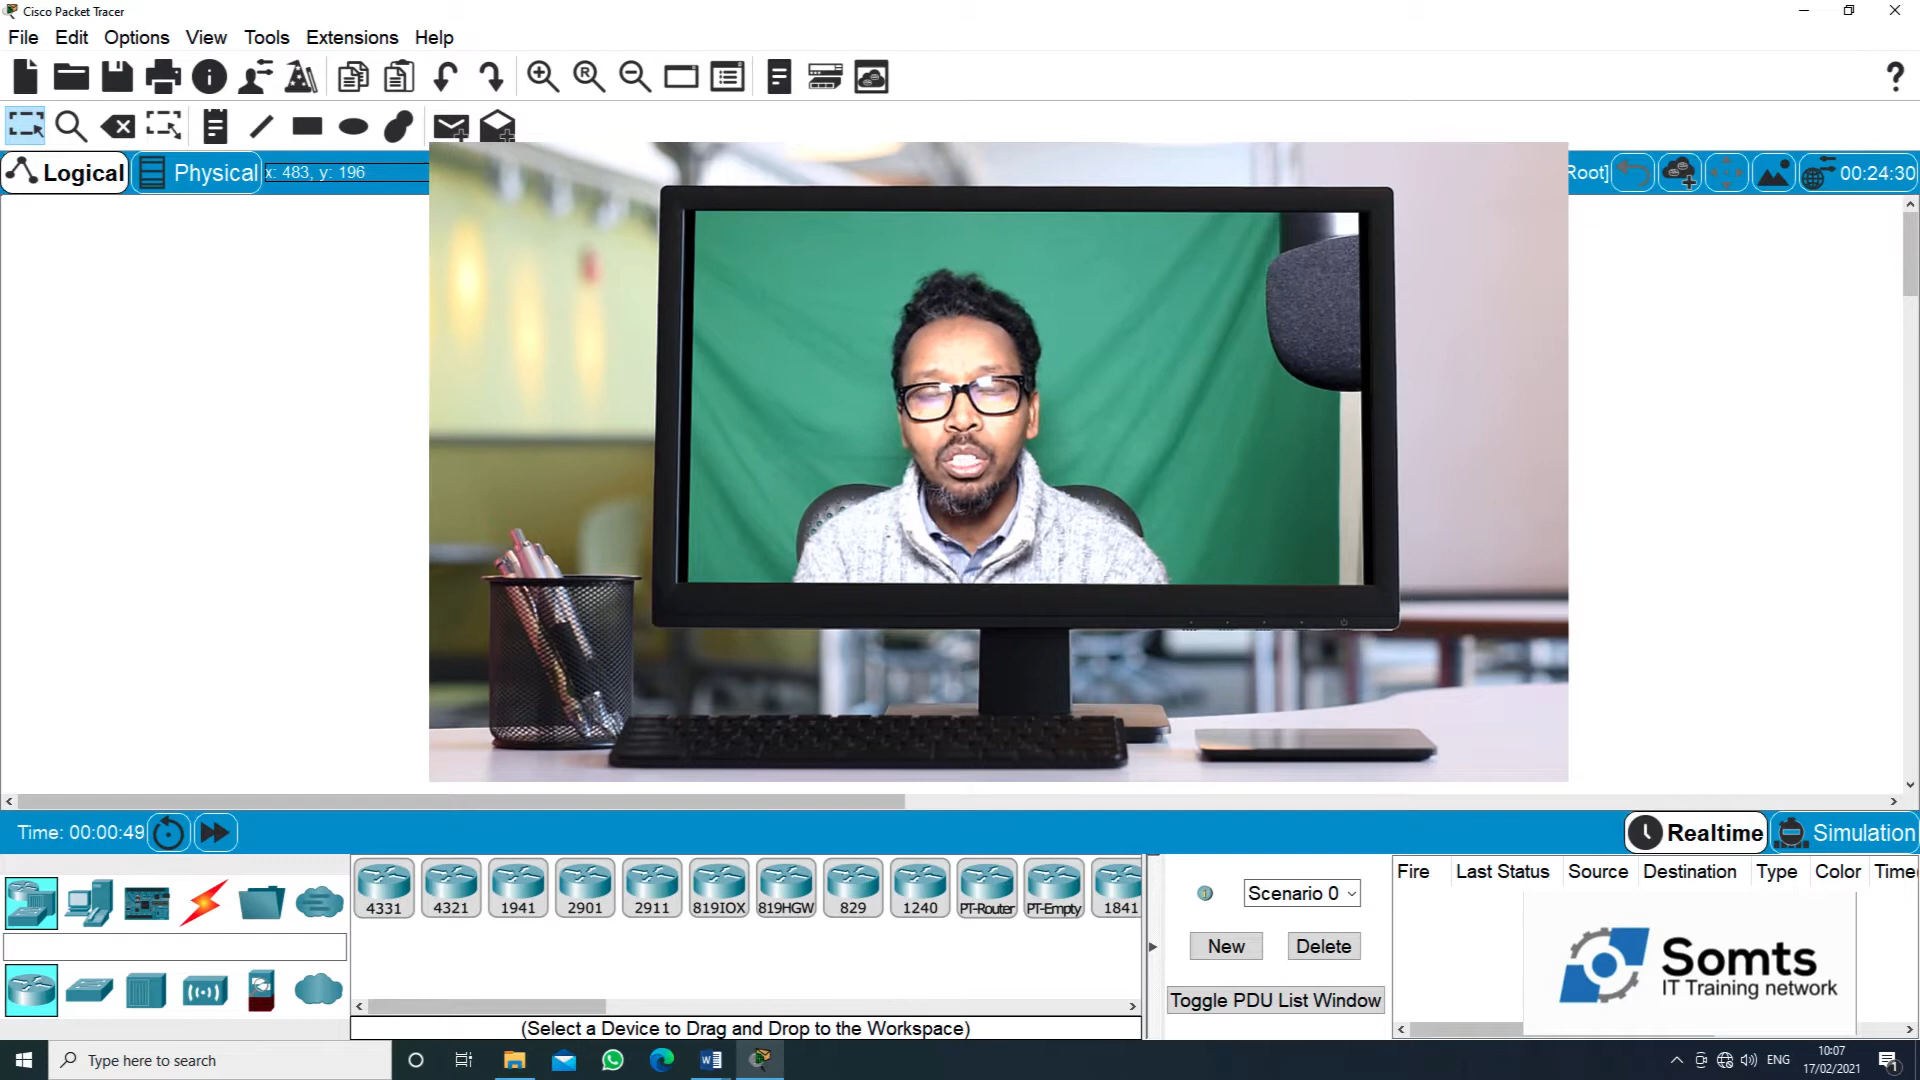 Cisco Packet Tracer
File Edit Options View Tools Extensions Help
R
?
Logical Physical x: 483, y: 196
Root] 00:24:30
Time: 00:00:49
Realtime Simulation
4331 4321 1941 2901 2911 819IOX 819HGW 829 1240 PT-Router PT-Empty 1841
Scenario 0
New Delete
Toggle PDU List Window
Fire Last Status Source Destination Type Color Time
Somts
IT Training network
(Select a Device to Drag and Drop to the Workspace)
Type here to search
ENG
10:07
17/02/2021
1